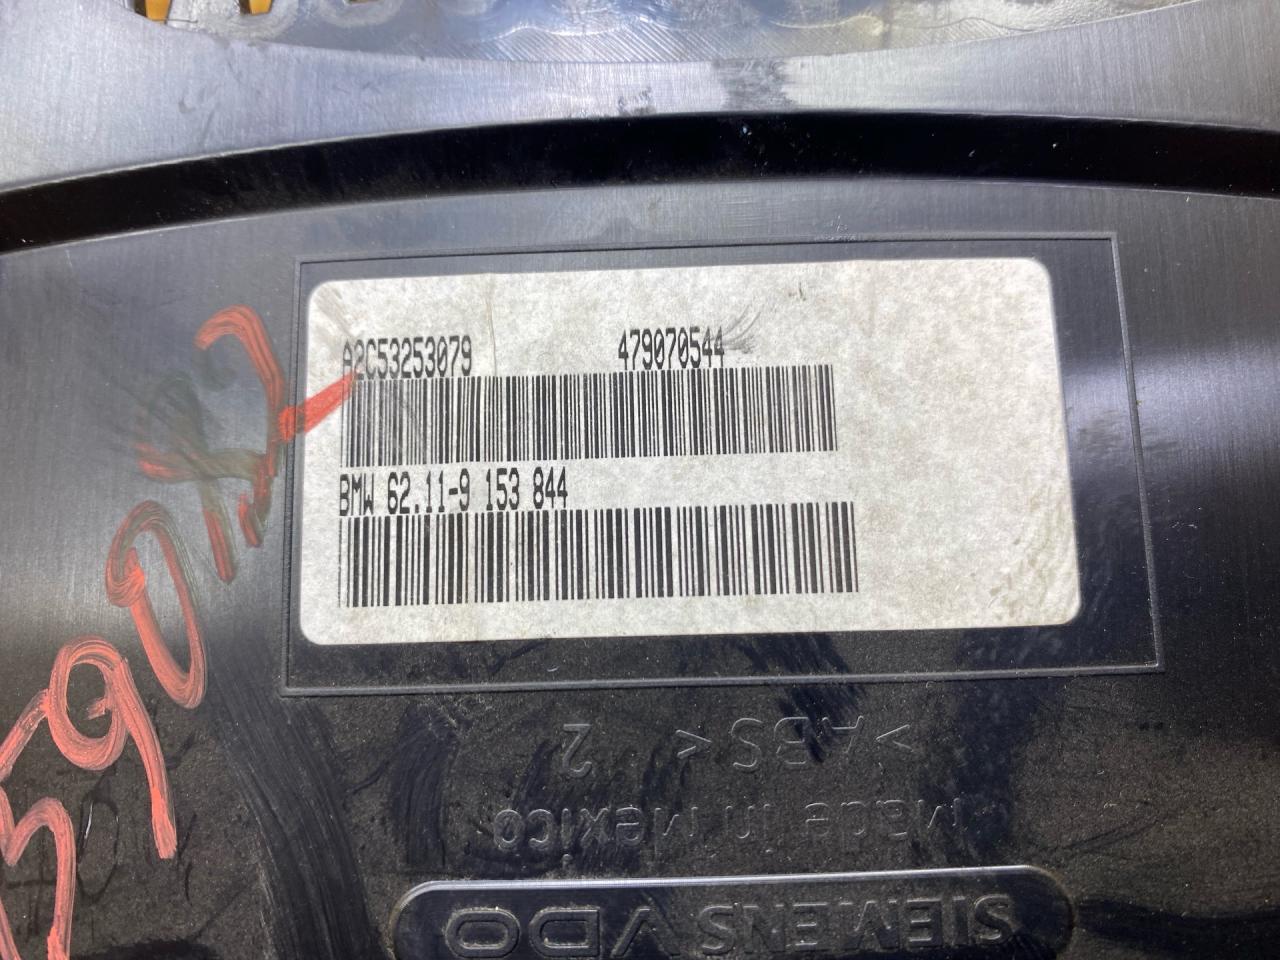 A2C53253079 479070544
BMW 62.11-9 153 844
>ABS< 2
Made in Mexico
SIEMENS VDO